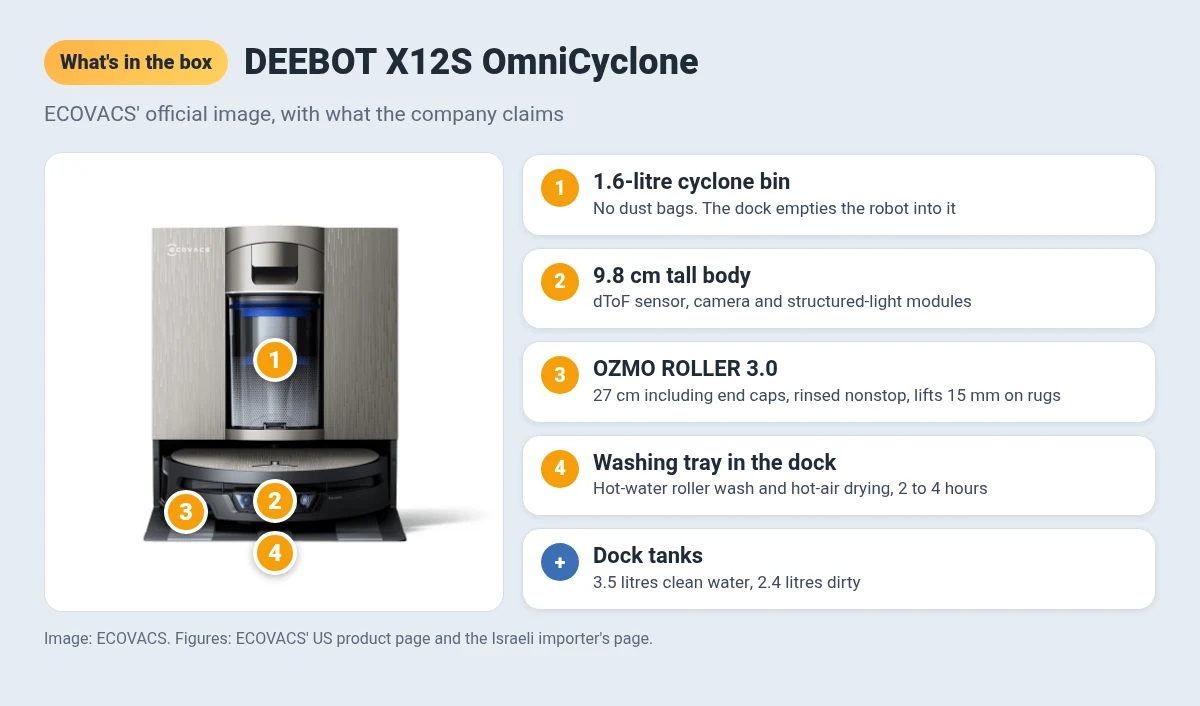 What's in the box
DEEBOT X12S OmniCyclone
ECOVACS' official image, with what the company claims
ECOVACS
1
2
3
4
1
1.6-litre cyclone bin
No dust bags. The dock empties the robot into it
2
9.8 cm tall body
dToF sensor, camera and structured-light modules
3
OZMO ROLLER 3.0
27 cm including end caps, rinsed nonstop, lifts 15 mm on rugs
4
Washing tray in the dock
Hot-water roller wash and hot-air drying, 2 to 4 hours
+
Dock tanks
3.5 litres clean water, 2.4 litres dirty
Image: ECOVACS. Figures: ECOVACS' US product page and the Israeli importer's page.